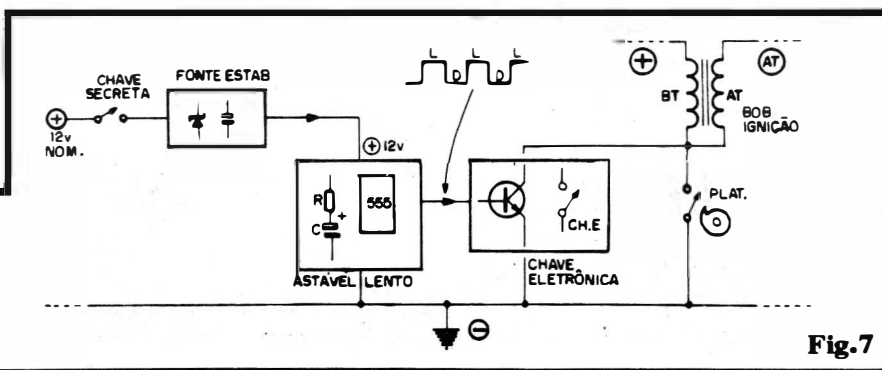 CHAVE
SECRETA
+
12v
NOM.
FONTE ESTAB
L D L D L
+ 12v
R
C
+
555
ASTÁVEL LENTO
CH.E
CHAVE
ELETRÔNICA
+
AT
BT
AT
BOB
IGNIÇÃO
PLAT.
-
Fig.7